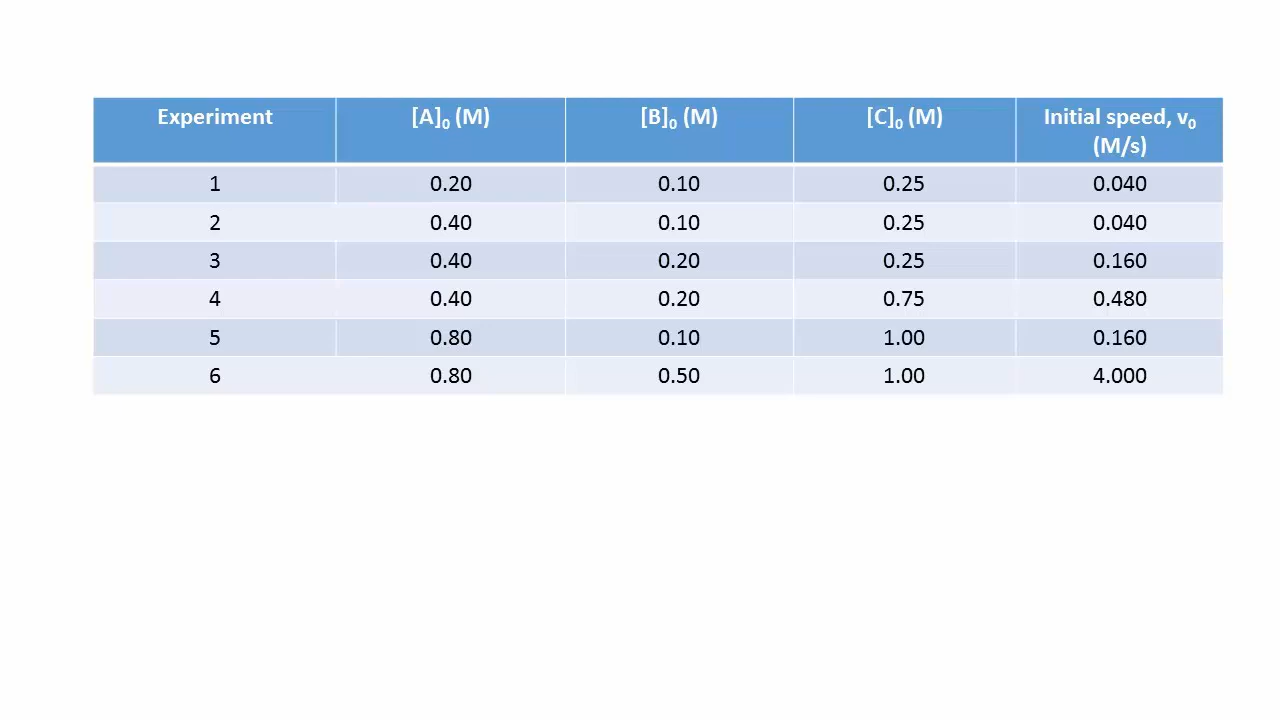 Experiment [A]₀ (M) [B]₀ (M) [C]₀ (M) Initial speed, v₀
(M/s)
1 0.20 0.10 0.25 0.040
2 0.40 0.10 0.25 0.040
3 0.40 0.20 0.25 0.160
4 0.40 0.20 0.75 0.480
5 0.80 0.10 1.00 0.160
6 0.80 0.50 1.00 4.000